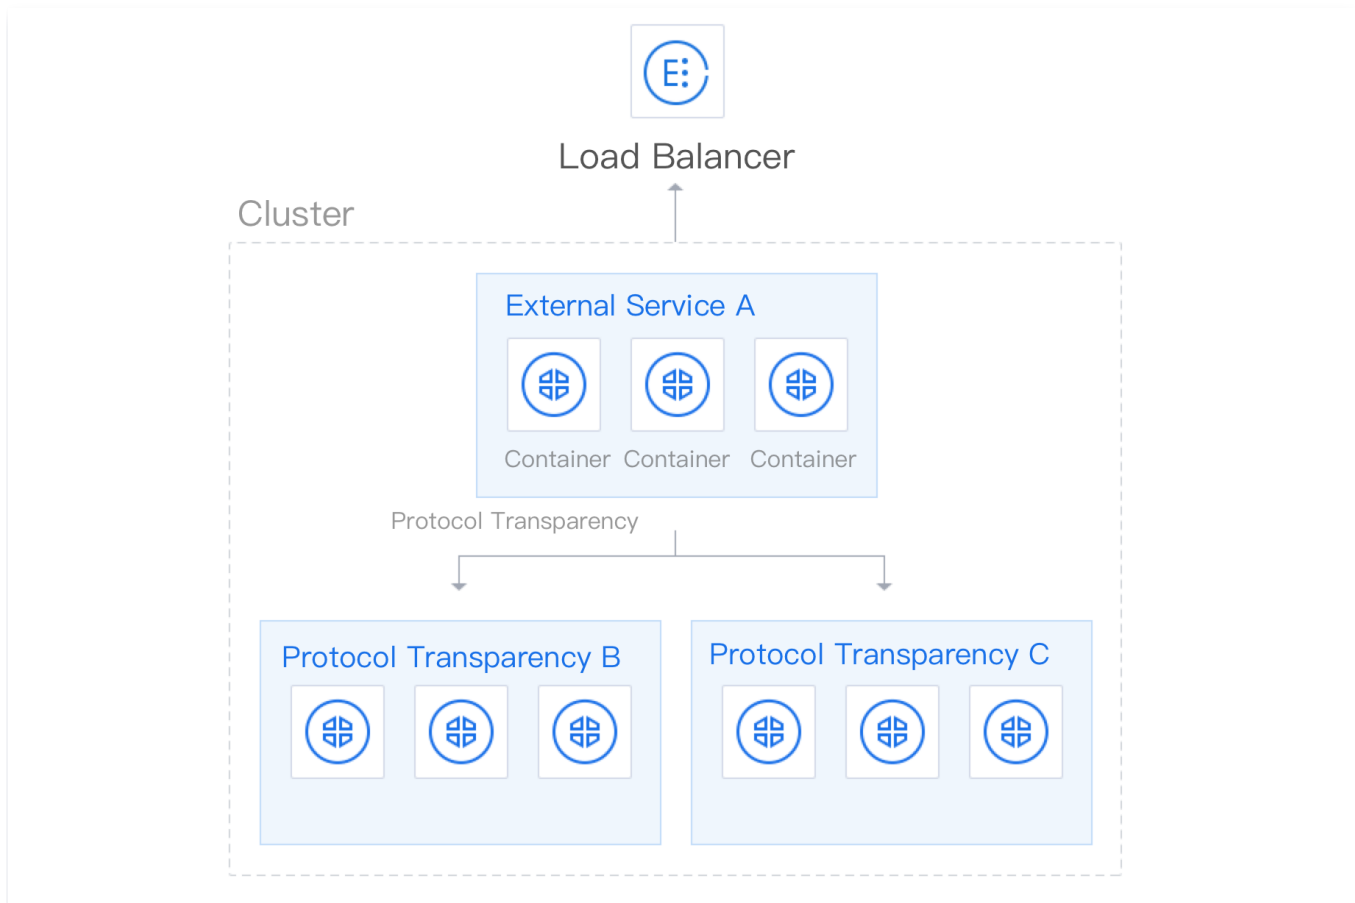 E
Load Balancer
Cluster
External Service A
Container Container Container
Protocol Transparency
Protocol Transparency B
Protocol Transparency C